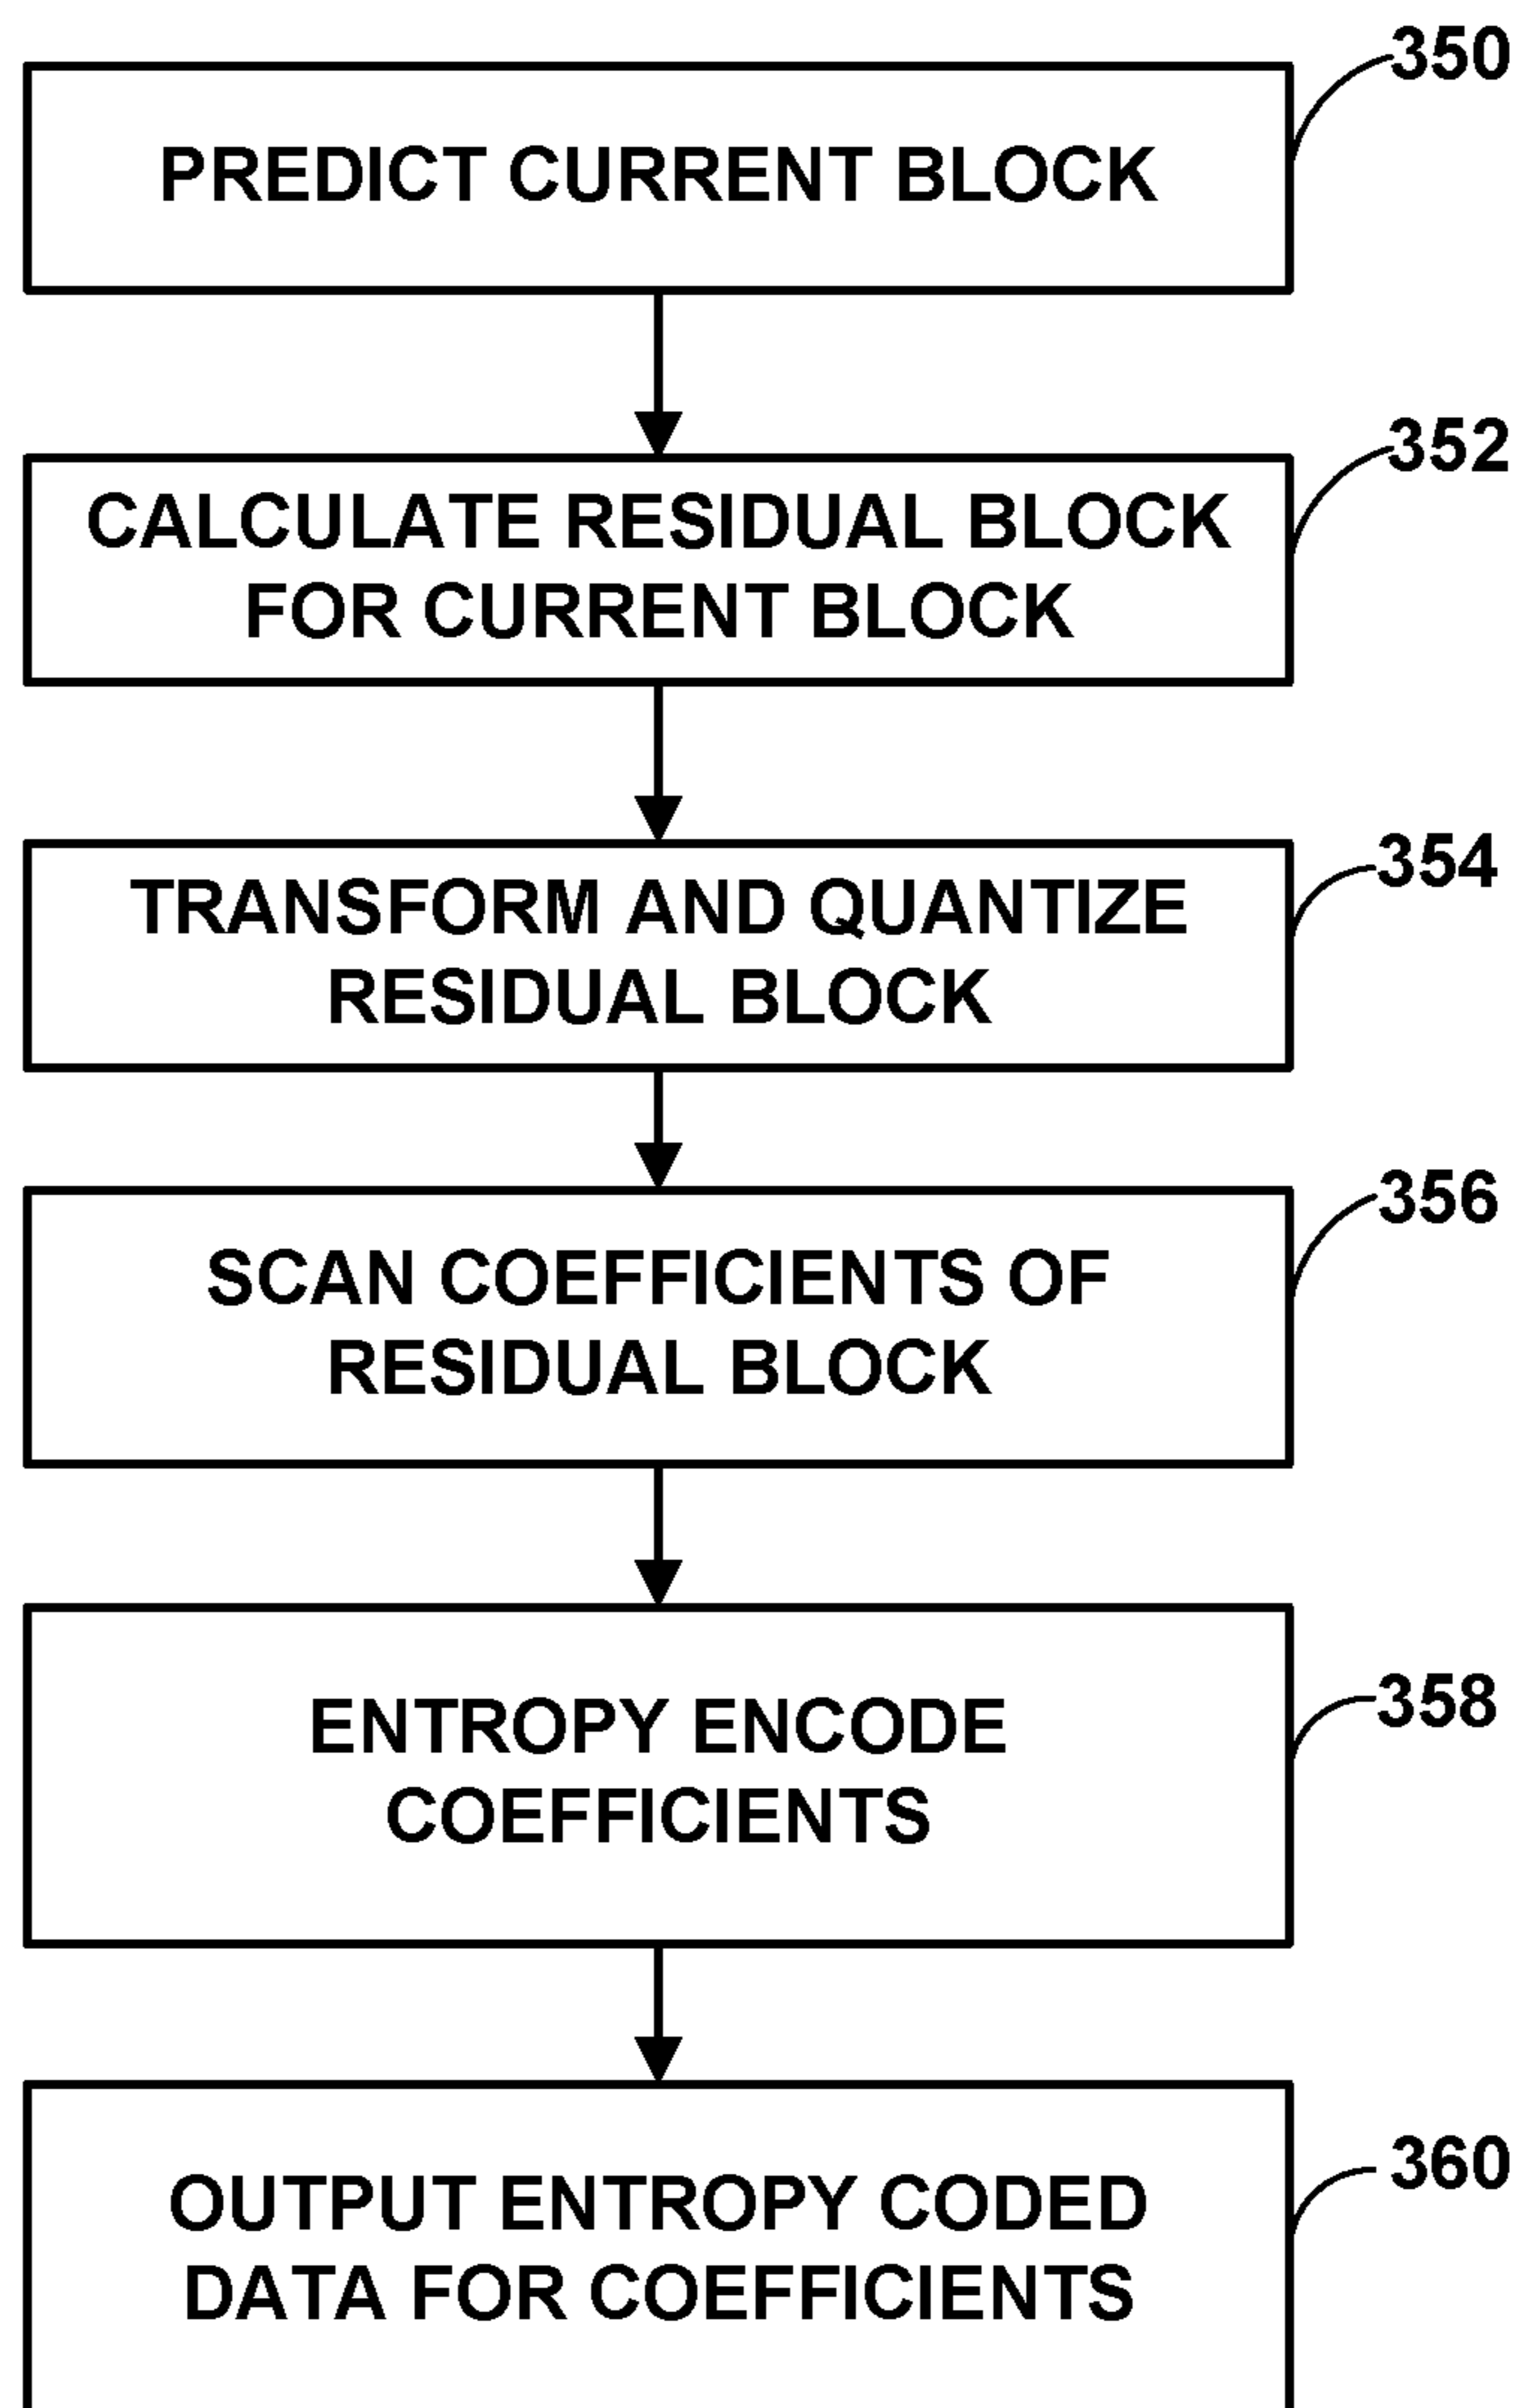 350
PREDICT CURRENT BLOCK
352
CALCULATE RESIDUAL BLOCK
FOR CURRENT BLOCK
354
TRANSFORM AND QUANTIZE
RESIDUAL BLOCK
356
SCAN COEFFICIENTS OF
RESIDUAL BLOCK
358
ENTROPY ENCODE
COEFFICIENTS
360
OUTPUT ENTROPY CODED
DATA FOR COEFFICIENTS